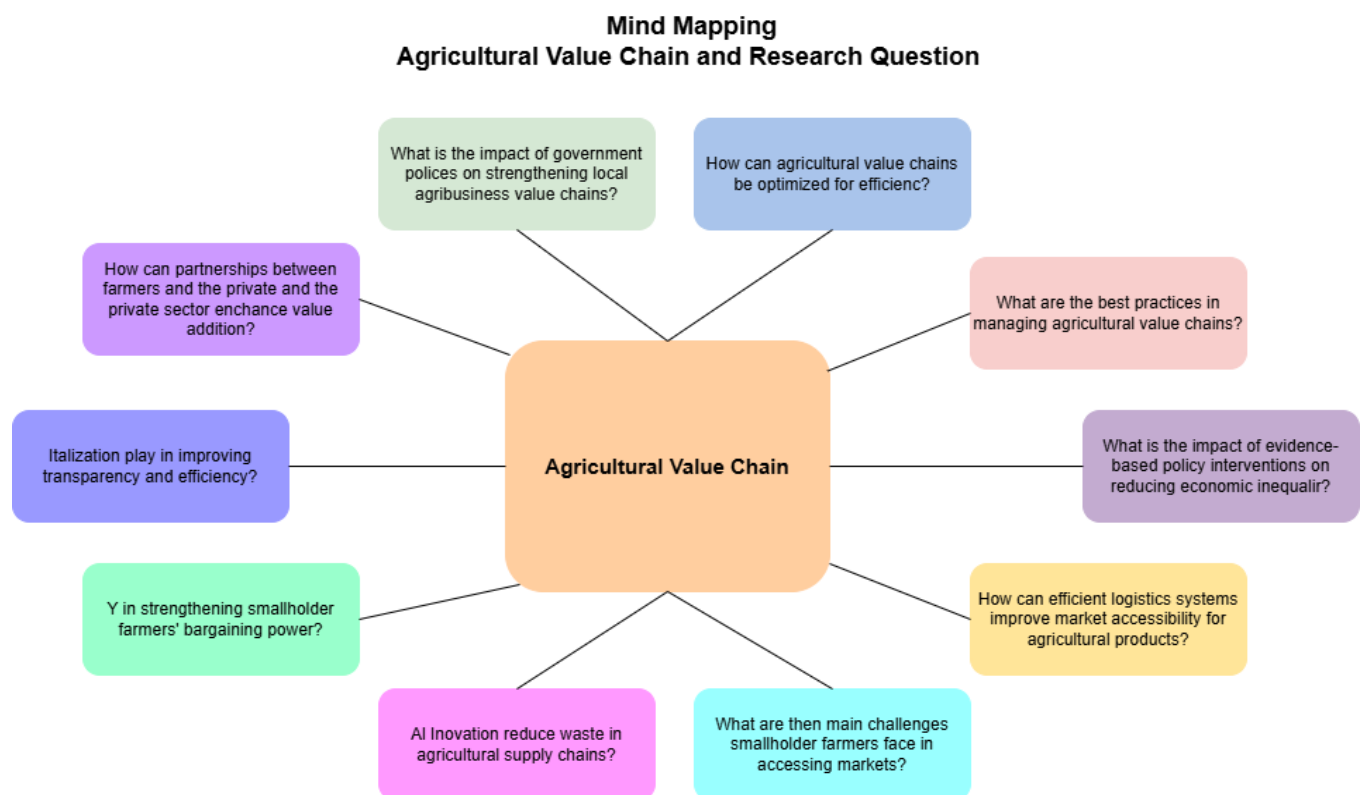 Mind Mapping
Agricultural Value Chain and Research Question
What is the impact of government
polices on strengthening local
agribusiness value chains?
How can agricultural value chains
be optimized for efficienc?
How can partnerships between
farmers and the private and the
private sector enchance value
addition?
What are the best practices in
managing agricultural value chains?
Italization play in improving
transparency and efficiency?
Agricultural Value Chain
What is the impact of evidence-
based policy interventions on
reducing economic inequalir?
Y in strengthening smallholder
farmers' bargaining power?
How can efficient logistics systems
improve market accessibility for
agricultural products?
AI Inovation reduce waste in
agricultural supply chains?
What are then main challenges
smallholder farmers face in
accessing markets?